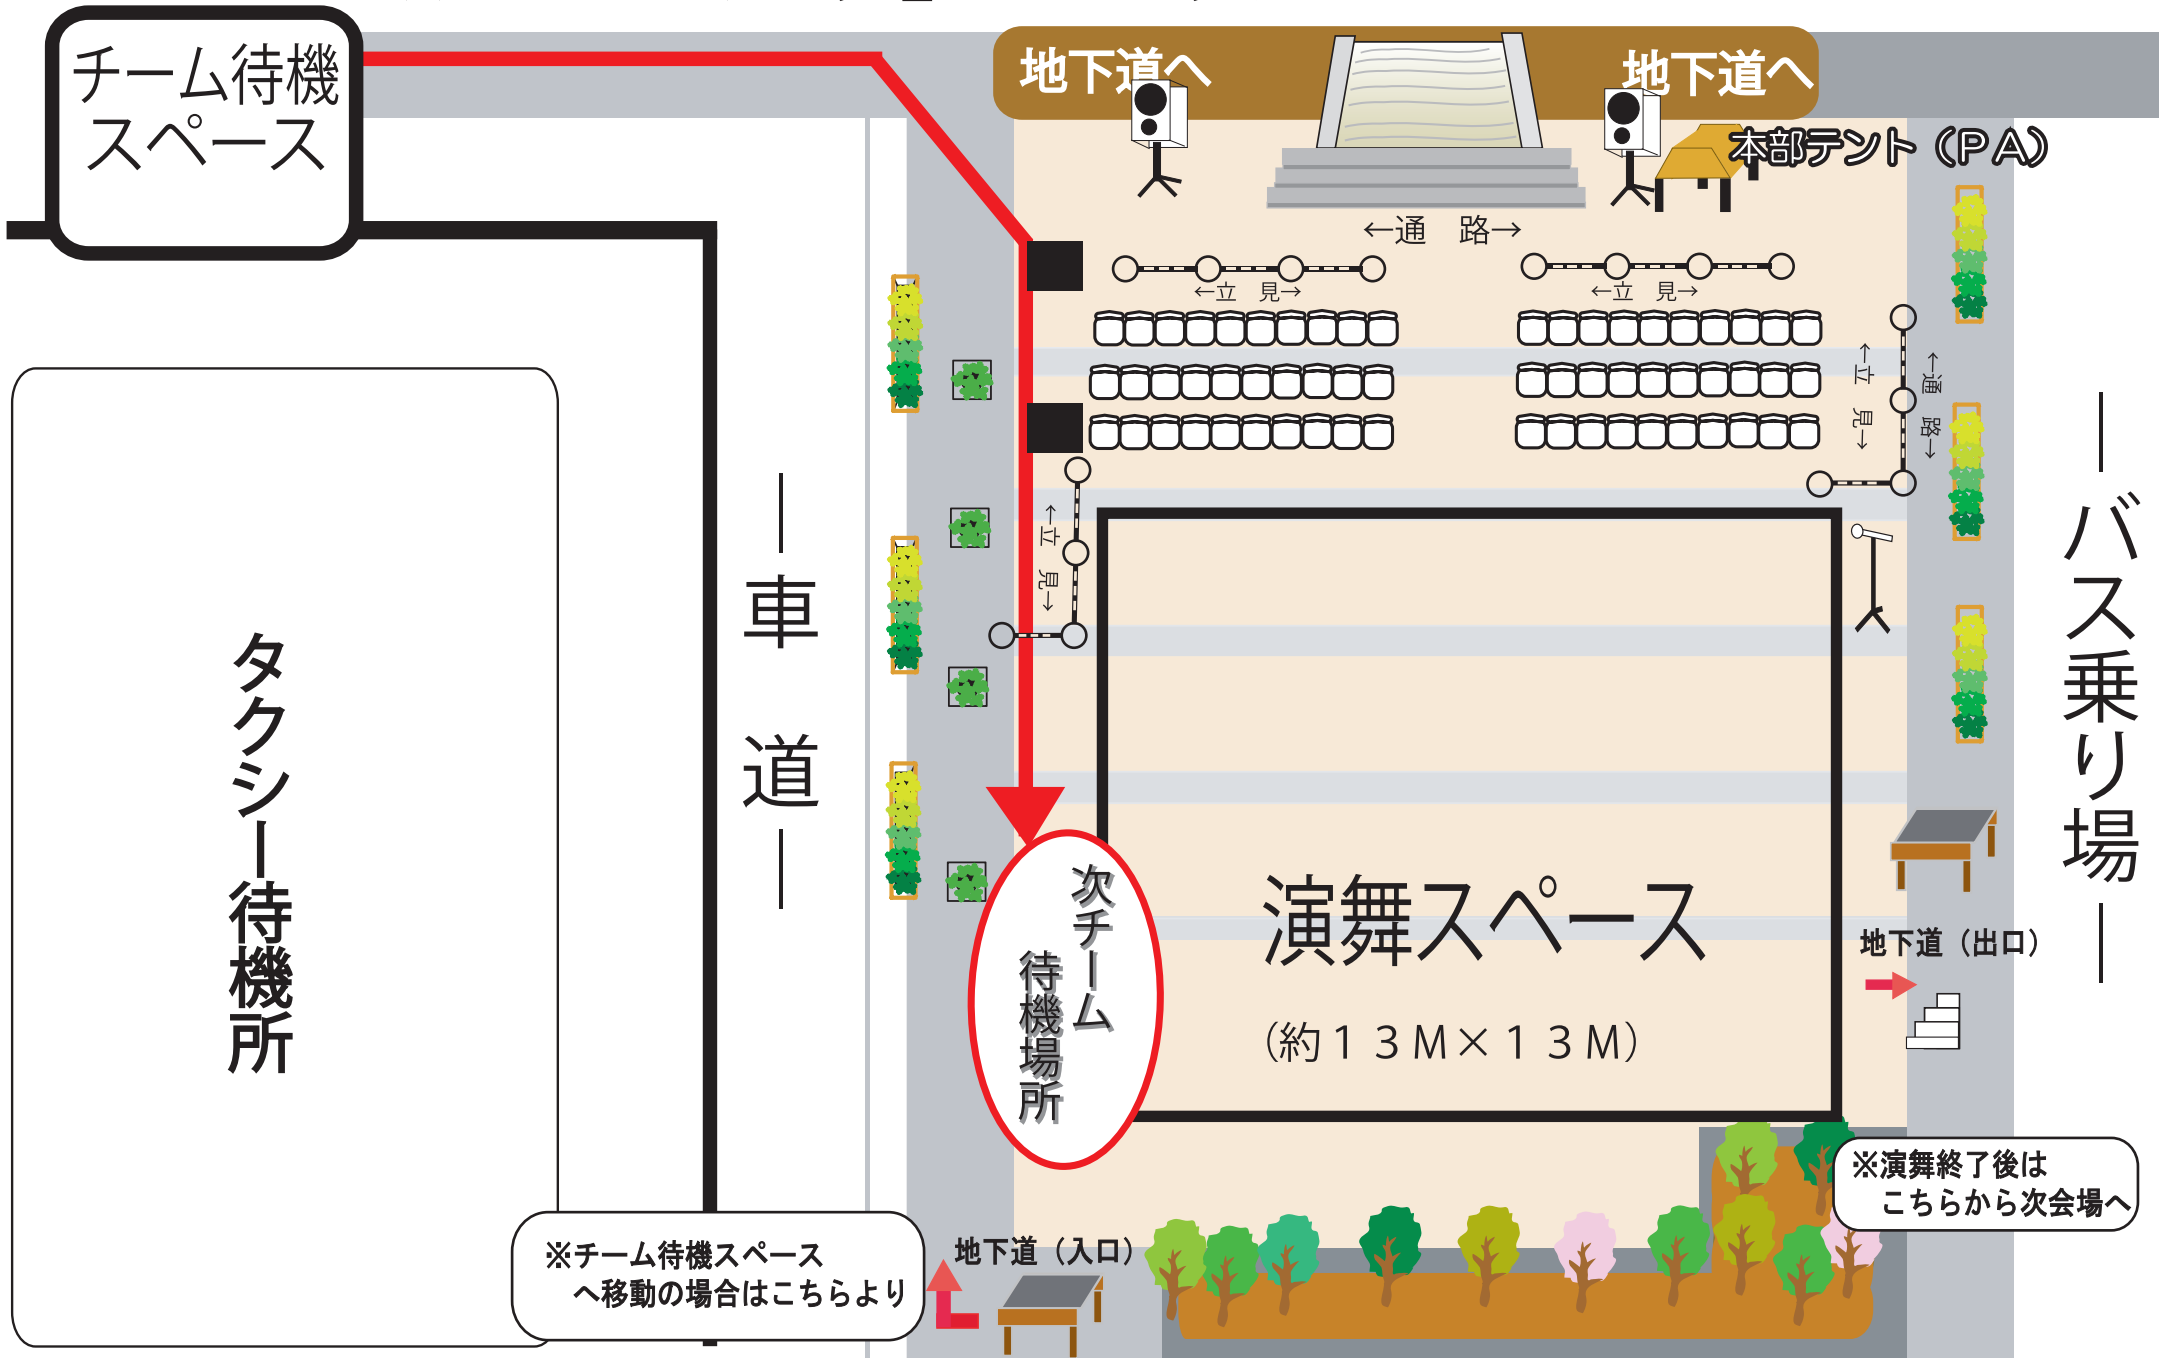 チーム待機
スペース
地下道へ
地下道へ
本部テント（ＰＡ）
←通　路→
←立　見→
←立　見→
←立　見→
←通　路→
←立　見→
車　道
バス乗り場
タクシー待機所
次チーム
待機場所
演舞スペース
（約１３Ｍ×１３Ｍ）
地下道（出口）
※演舞終了後は
こちらから次会場へ
※チーム待機スペース
へ移動の場合はこちらより
地下道（入口）